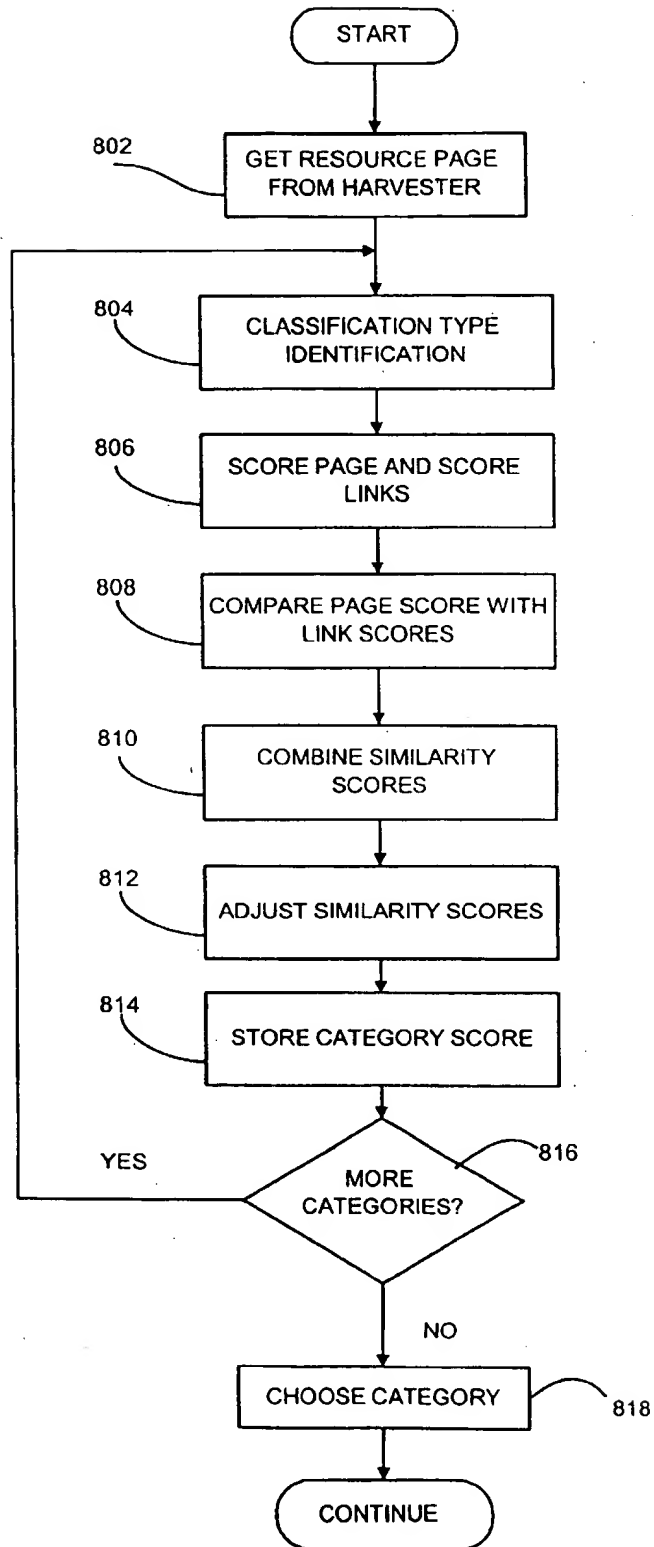 START
802
GET RESOURCE PAGE
FROM HARVESTER
804
CLASSIFICATION TYPE
IDENTIFICATION
806
SCORE PAGE AND SCORE
LINKS
808
COMPARE PAGE SCORE WITH
LINK SCORES
810
COMBINE SIMILARITY
SCORES
812
ADJUST SIMILARITY SCORES
814
STORE CATEGORY SCORE
YES
816
MORE
CATEGORIES?
NO
CHOOSE CATEGORY
818
CONTINUE